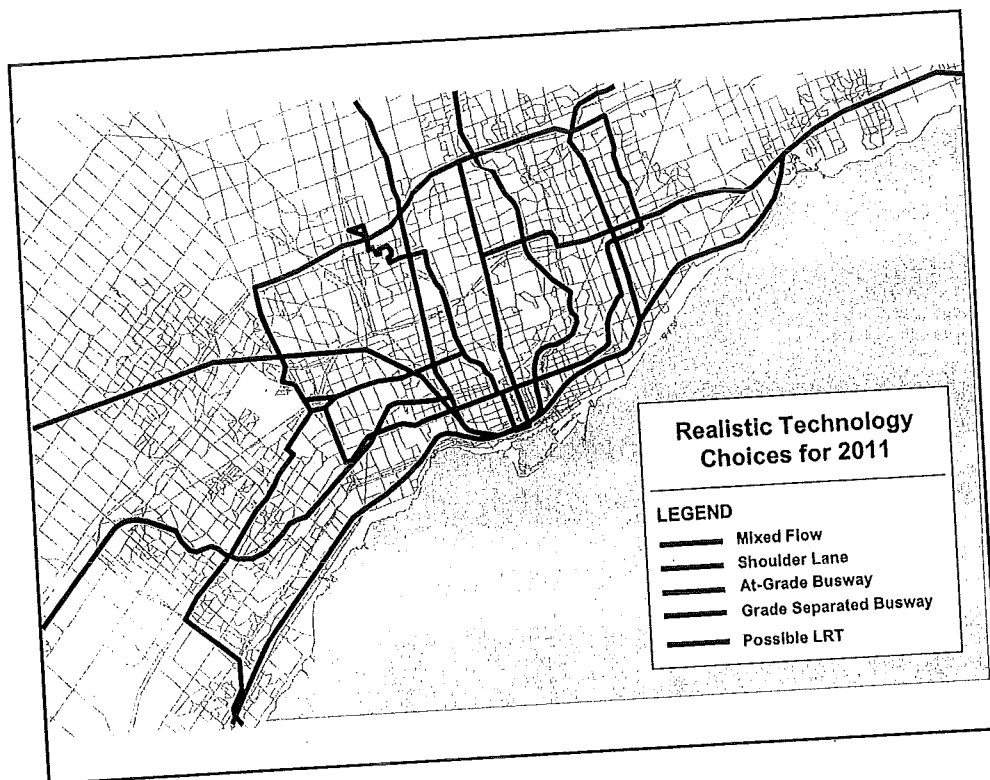 Realistic Technology
Choices for 2011
LEGEND
Mixed Flow
Shoulder Lane
At-Grade Busway
Grade Separated Busway
Possible LRT